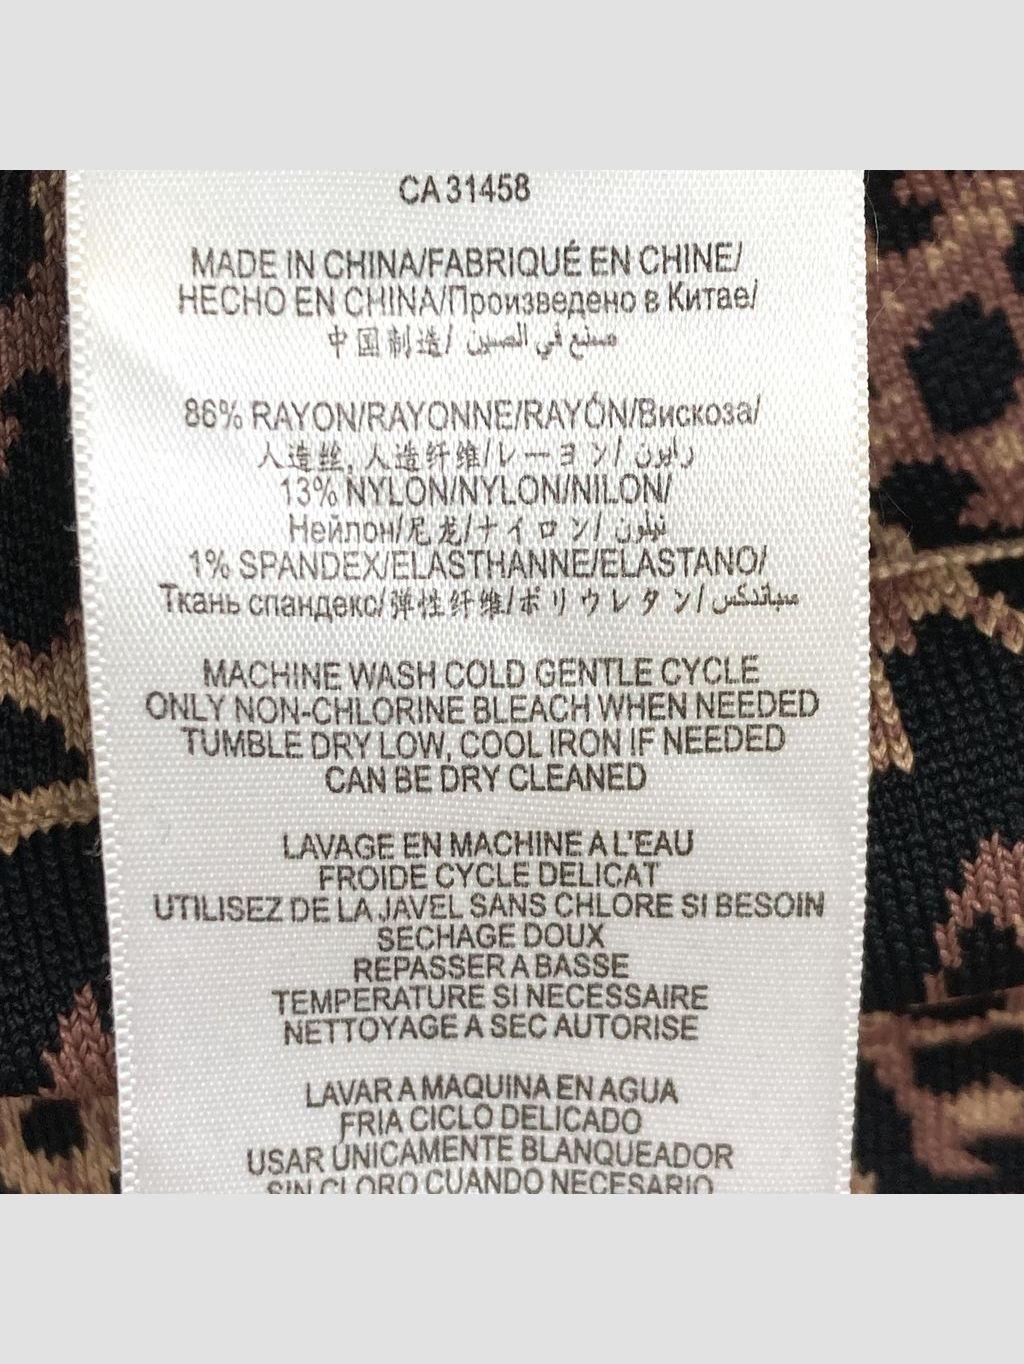 CA 31458
MADE IN CHINA/FABRIQUÉ EN CHINE/
HECHO EN CHINA/Произведено в Китае/
中国制造/ صنع في الصين
86% RAYON/RAYONNE/RAYÓN/Вискоза/
人造丝, 人造纤维/レーヨン/ رايون
13% NYLON/NYLON/NILON/
Нейлон/尼龙/ナイロン/ نيلون
1% SPANDEX/ELASTHANNE/ELASTANO/
Ткань спандекс/弹性纤维/ポリウレタン/ سباندكس
MACHINE WASH COLD GENTLE CYCLE
ONLY NON-CHLORINE BLEACH WHEN NEEDED
TUMBLE DRY LOW, COOL IRON IF NEEDED
CAN BE DRY CLEANED
LAVAGE EN MACHINE A L'EAU
FROIDE CYCLE DELICAT
UTILISEZ DE LA JAVEL SANS CHLORE SI BESOIN
SECHAGE DOUX
REPASSER A BASSE
TEMPERATURE SI NECESSAIRE
NETTOYAGE A SEC AUTORISE
LAVAR A MAQUINA EN AGUA
FRIA CICLO DELICADO
USAR ÚNICAMENTE BLANQUEADOR
SIN CLORO CUANDO NECESARIO